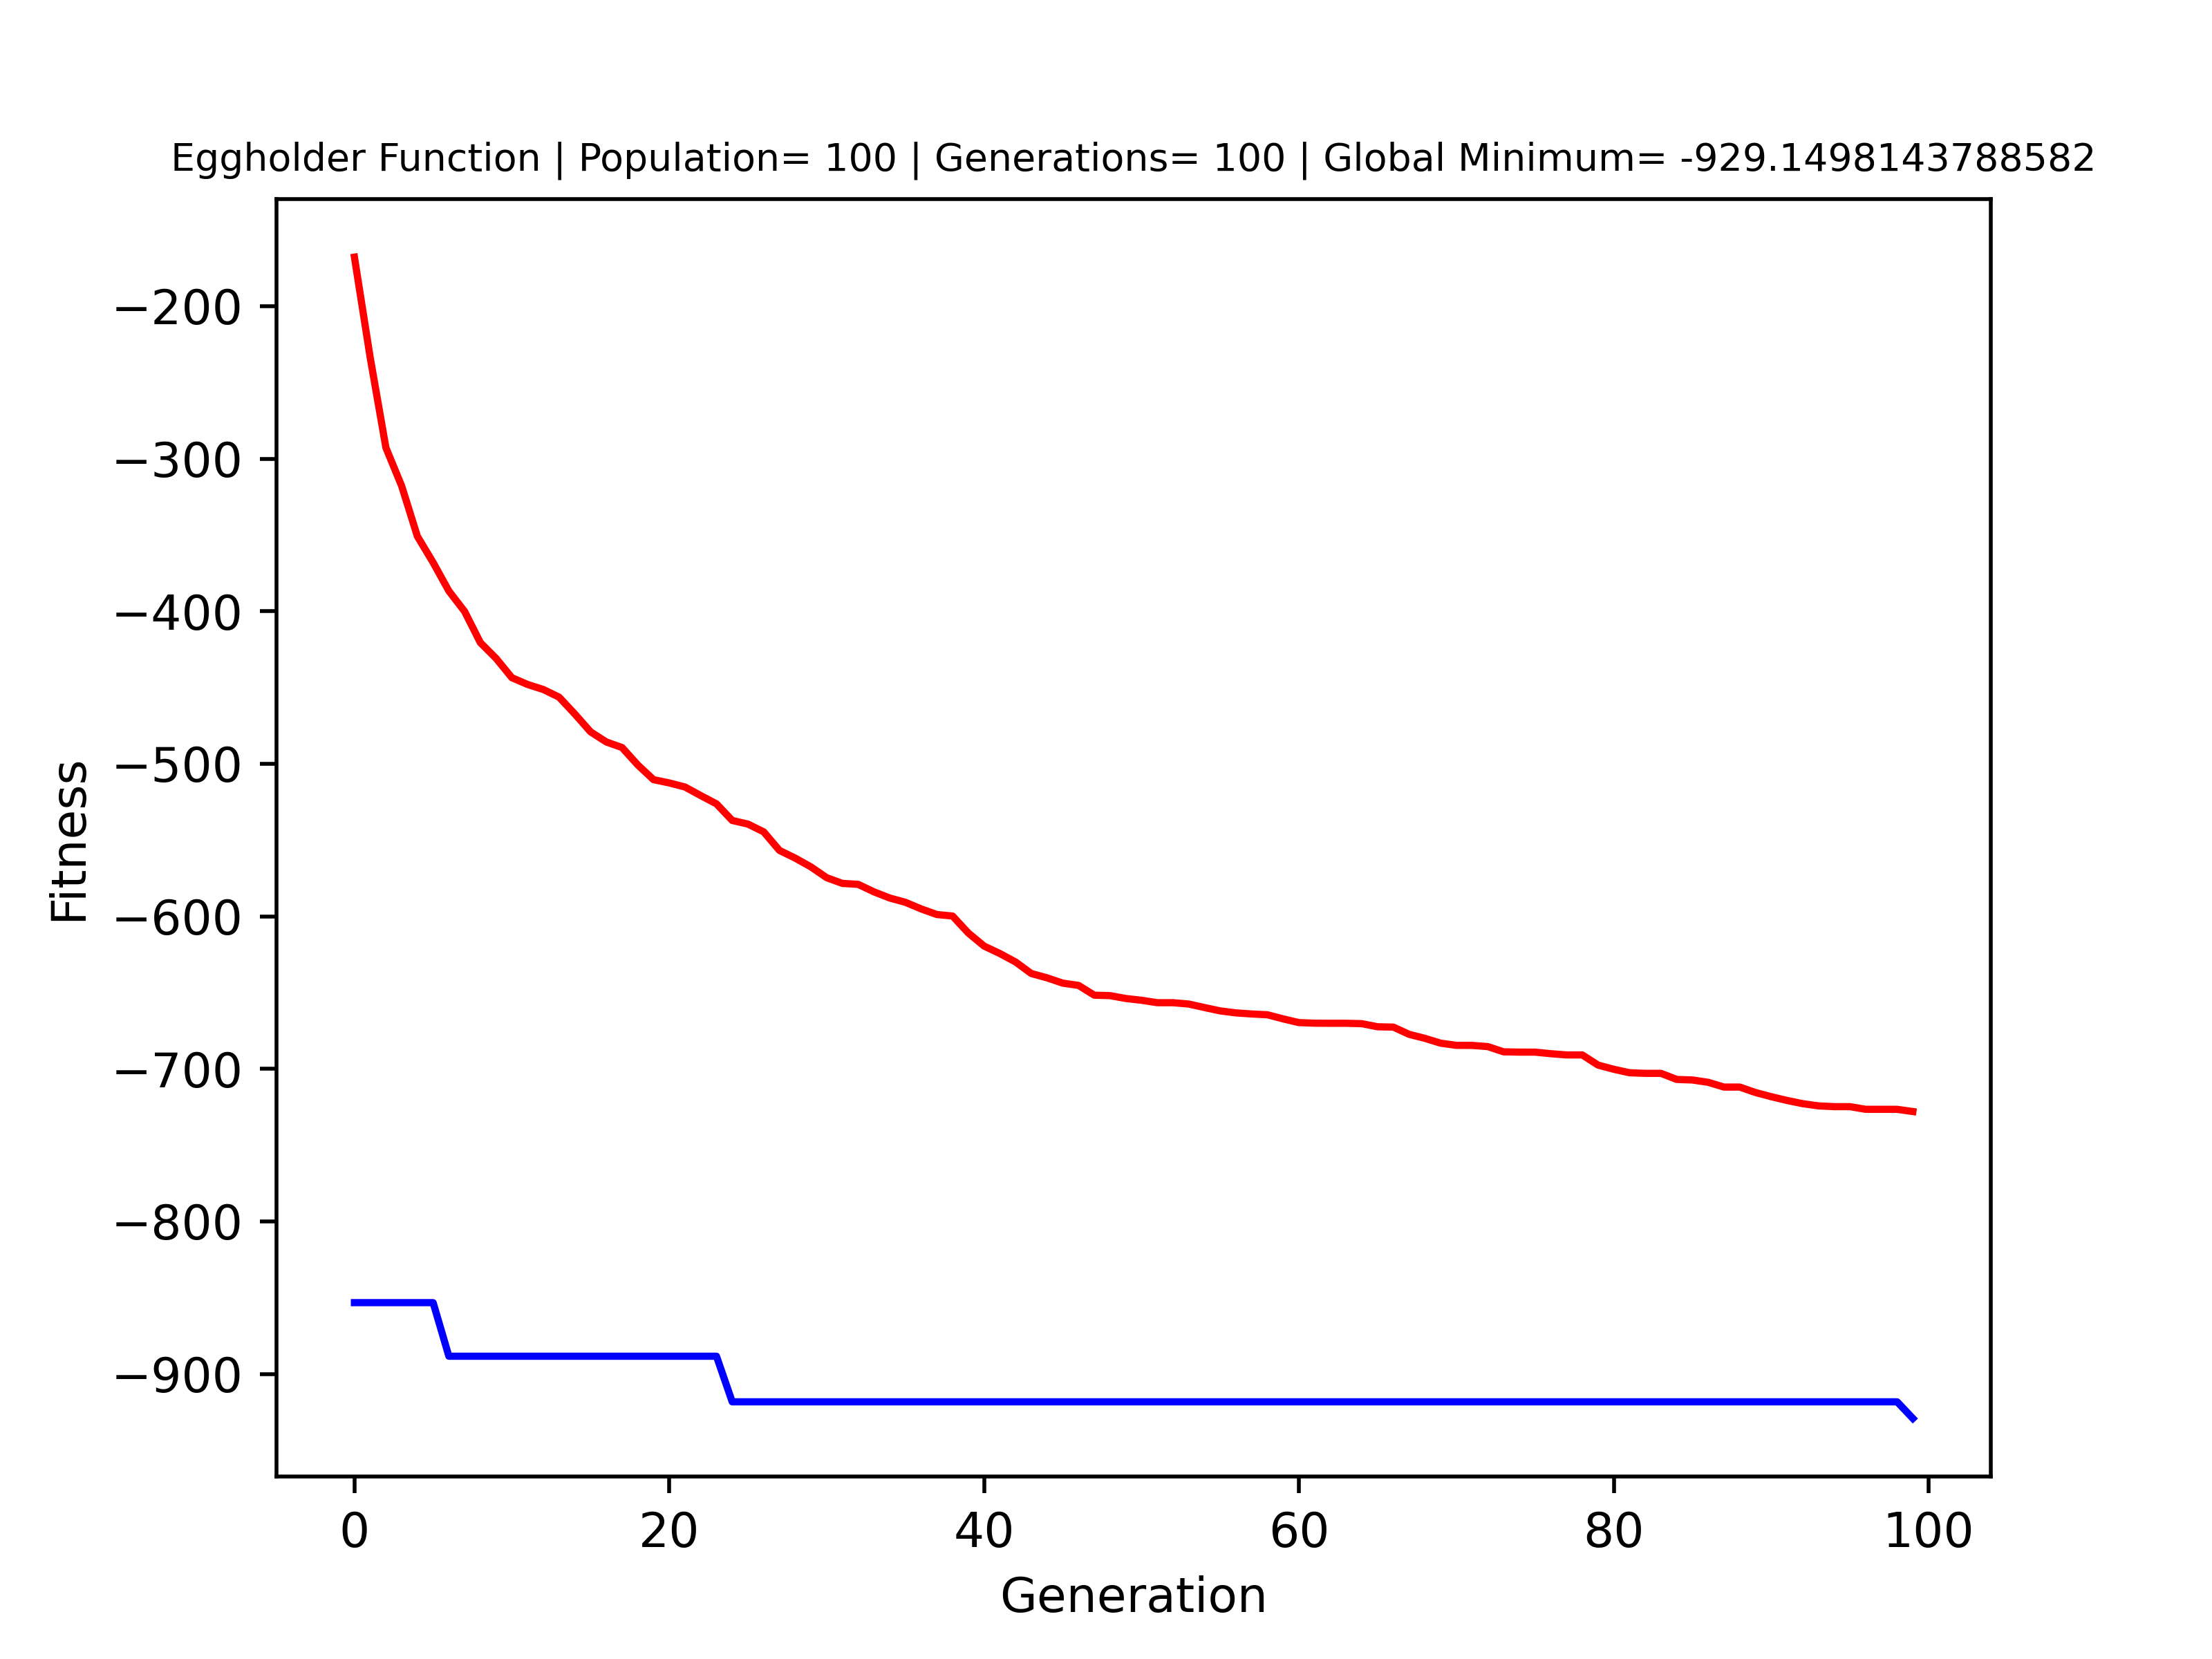 Eggholder Function | Population= 100 | Generations= 100 | Global Minimum= -929.1498143788582
−200
−300
−400
−500
−600
−700
−800
−900
Fitness
0 20 40 60 80 100
Generation